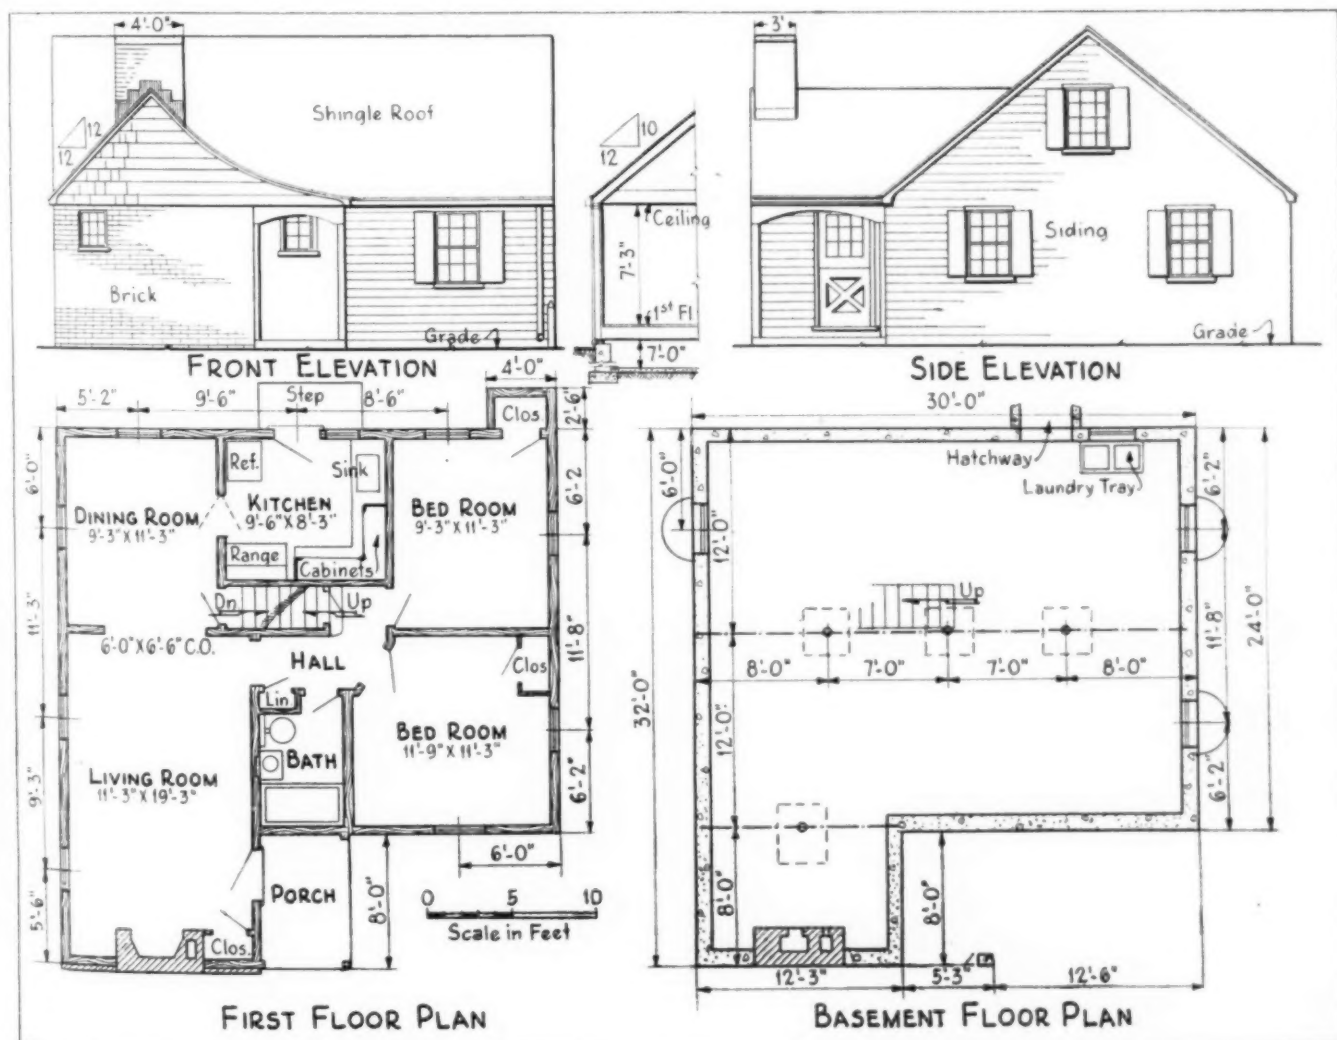 4'-0"
Shingle Roof
12
12
Brick
Grade
FRONT ELEVATION
10
12
Ceiling
7'-3"
1st Fl
7'-0"
3'
Siding
Grade
SIDE ELEVATION
4'-0"
5'-2"
9'-6"
Step
8'-6"
Clos.
2'-6"
6'-0"
Ref.
Sink
KITCHEN
9'-6" X 8'-3"
DINING ROOM
9'-3" X 11'-3"
BED ROOM
9'-3" X 11'-3"
6'-2
Range
Cabinets
Dn
Up
11'-3"
6'-0" X 6'-6" C.O.
HALL
Clos
11'-8"
Lin.
BATH
BED ROOM
11'-9" X 11'-3"
LIVING ROOM
11'-3" X 19'-3"
9'-3"
6'-2"
6'-0"
5'-6"
PORCH
8'-0"
Clos.
0 5 10
Scale in Feet
FIRST FLOOR PLAN
30'-0"
Hatchway
Laundry Tray
6'-0"
12'-0"
6'-2"
Up
24'-0"
11'-8"
8'-0"
7'-0"
7'-0"
8'-0"
32'-0"
12'-0"
6'-2"
8'-0"
8'-0"
12'-3"
5'-3"
12'-6"
BASEMENT FLOOR PLAN